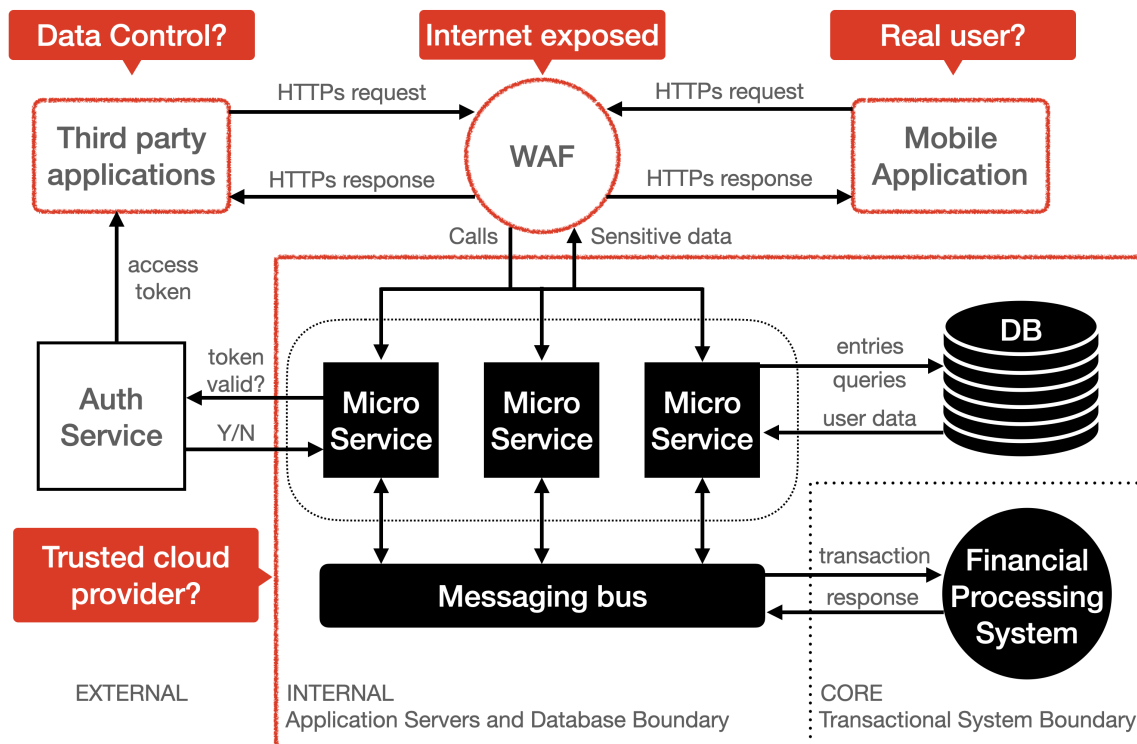 Data Control?
Internet exposed
Real user?
HTTPs request
HTTPs request
Third party
applications
WAF
Mobile
Application
HTTPs response
HTTPs response
Calls
Sensitive data
access
token
DB
token
valid?
entries
queries
Auth
Service
Micro
Service
Micro
Service
Micro
Service
user data
Y/N
Trusted cloud
provider?
Messaging bus
transaction
response
Financial
Processing
System
EXTERNAL
INTERNAL
Application Servers and Database Boundary
CORE
Transactional System Boundary